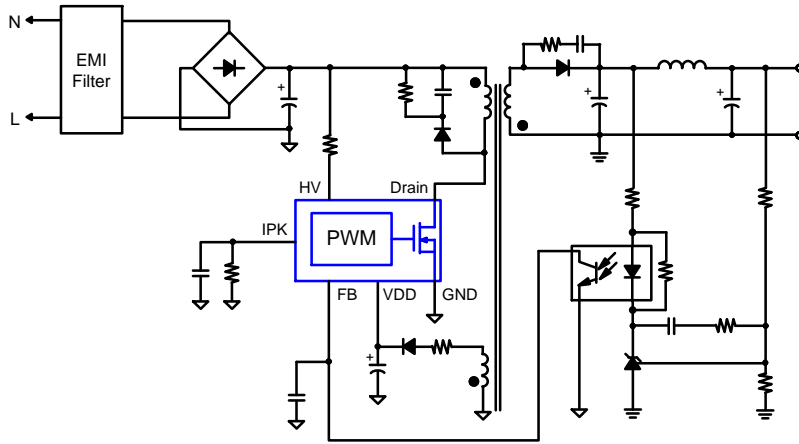 N
EMI
Filter
L
+
+
+
HV
Drain
IPK
PWM
FB
VDD
GND
+